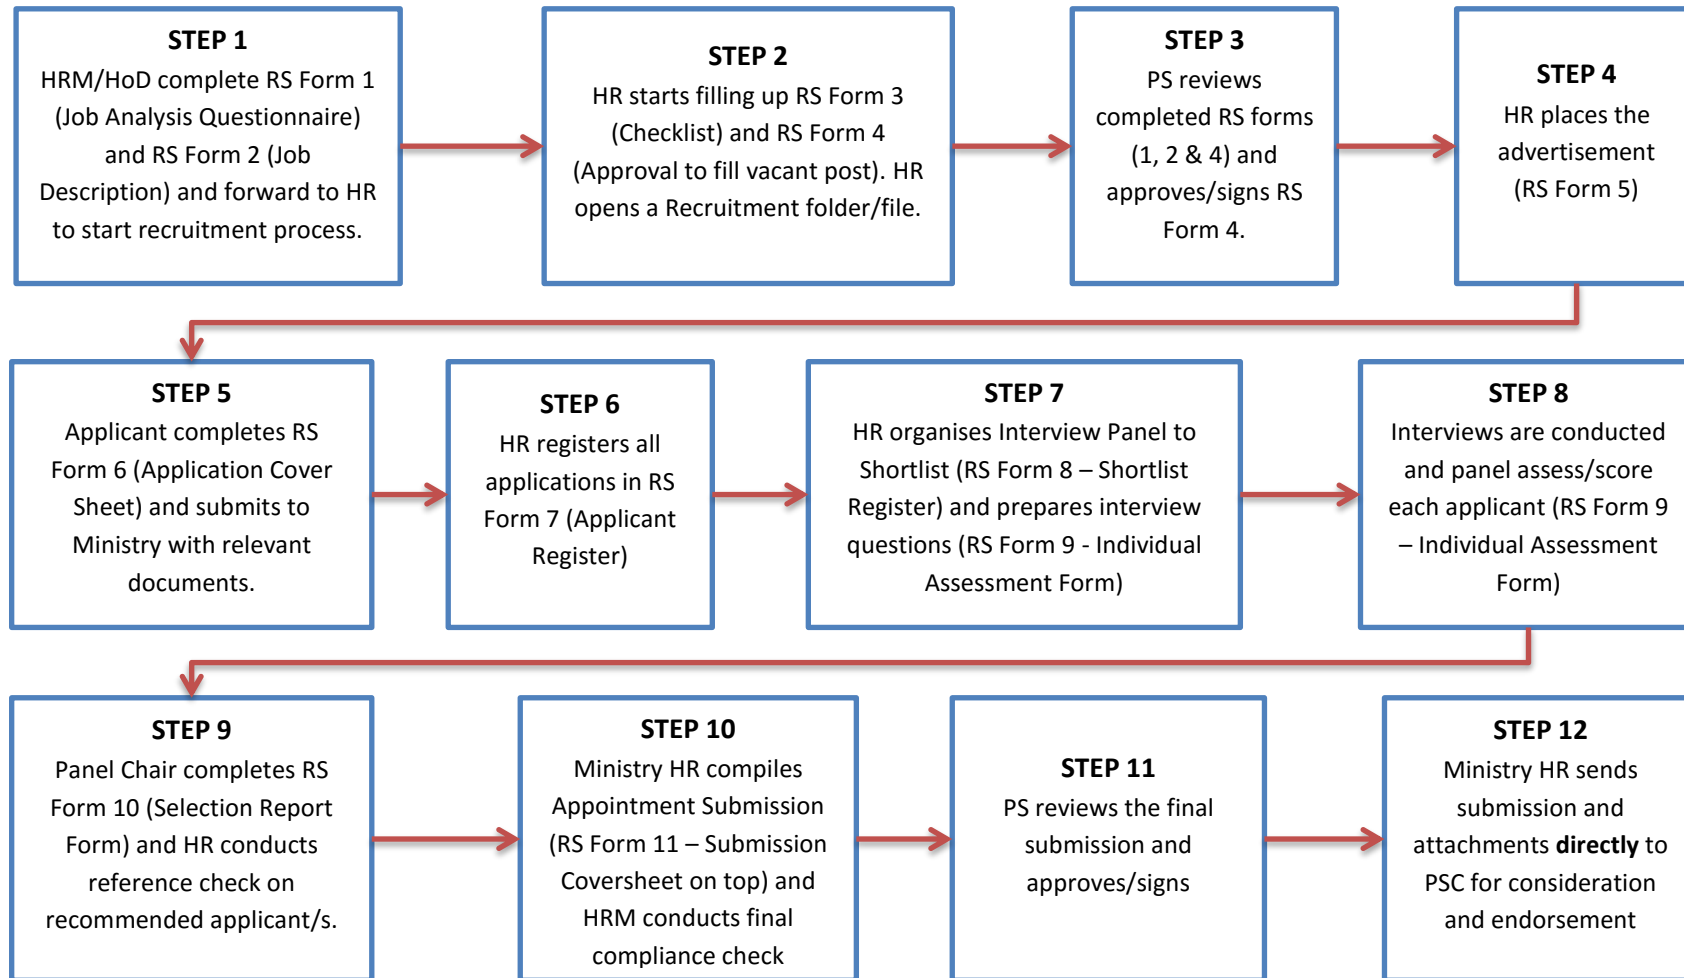 STEP 1
HRM/HoD complete RS Form 1
(Job Analysis Questionnaire)
and RS Form 2 (Job
Description) and forward to HR
to start recruitment process.
STEP 2
HR starts filling up RS Form 3
(Checklist) and RS Form 4
(Approval to fill vacant post). HR
opens a Recruitment folder/file.
STEP 3
PS reviews
completed RS forms
(1, 2 & 4) and
approves/signs RS
Form 4.
STEP 4
HR places the
advertisement
(RS Form 5)
STEP 5
Applicant completes RS
Form 6 (Application Cover
Sheet) and submits to
Ministry with relevant
documents.
STEP 6
HR registers all
applications in RS
Form 7 (Applicant
Register)
STEP 7
HR organises Interview Panel to
Shortlist (RS Form 8 – Shortlist
Register) and prepares interview
questions (RS Form 9 - Individual
Assessment Form)
STEP 8
Interviews are conducted
and panel assess/score
each applicant (RS Form 9
– Individual Assessment
Form)
STEP 9
Panel Chair completes RS
Form 10 (Selection Report
Form) and HR conducts
reference check on
recommended applicant/s.
STEP 10
Ministry HR compiles
Appointment Submission
(RS Form 11 – Submission
Coversheet on top) and
HRM conducts final
compliance check
STEP 11
PS reviews the final
submission and
approves/signs
STEP 12
Ministry HR sends
submission and
attachments directly to
PSC for consideration
and endorsement